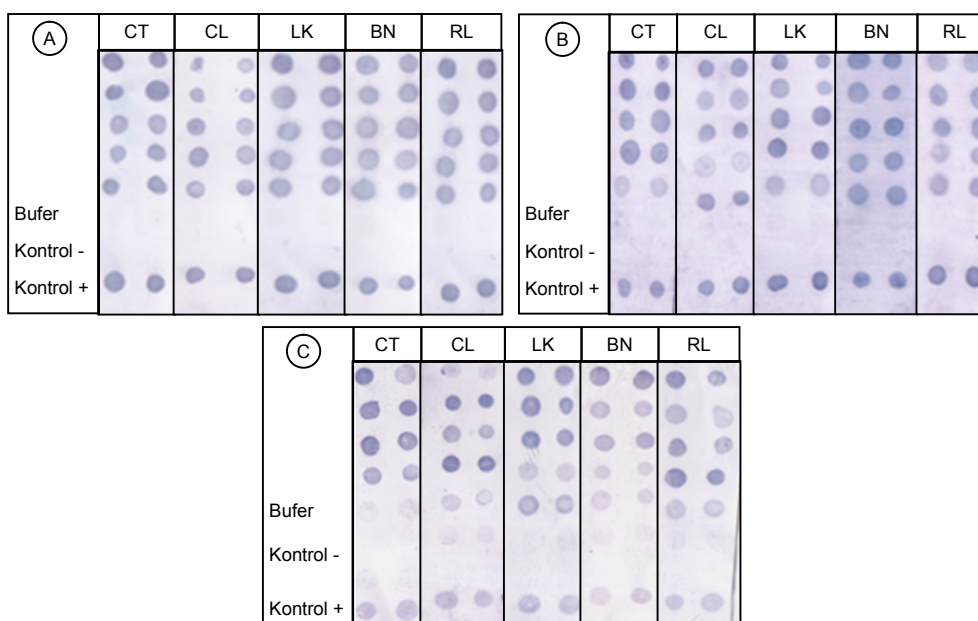 A
CT CL LK BN RL
Bufer
Kontrol -
Kontrol +
B
CT CL LK BN RL
Bufer
Kontrol -
Kontrol +
C
CT CL LK BN RL
Bufer
Kontrol -
Kontrol +